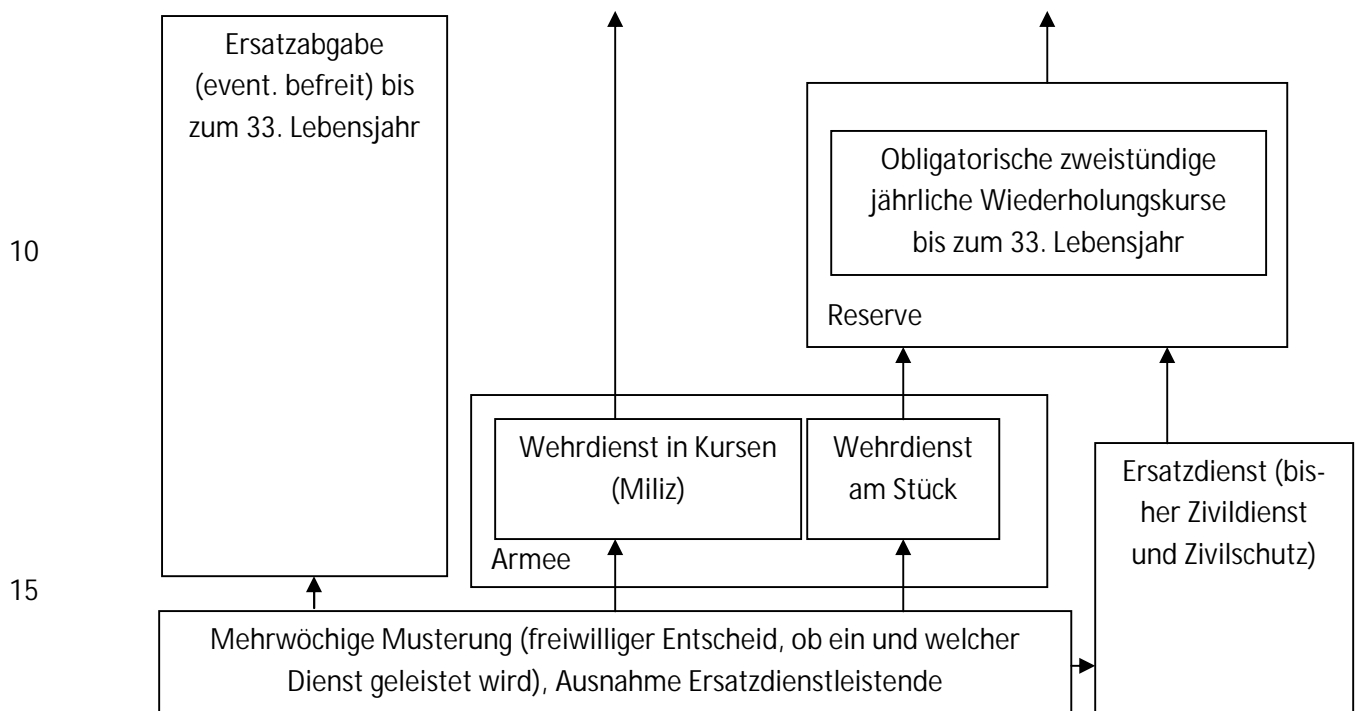 Ersatzabgabe
(event. befreit) bis
zum 33. Lebensjahr
Obligatorische zweistündige
jährliche Wiederholungskurse
bis zum 33. Lebensjahr
10
Reserve
Wehrdienst in Kursen
(Miliz)
Wehrdienst
am Stück
Armee
Ersatzdienst (bis-
her Zivildienst
und Zivilschutz)
15
Mehrwöchige Musterung (freiwilliger Entscheid, ob ein und welcher
Dienst geleistet wird), Ausnahme Ersatzdienstleistende